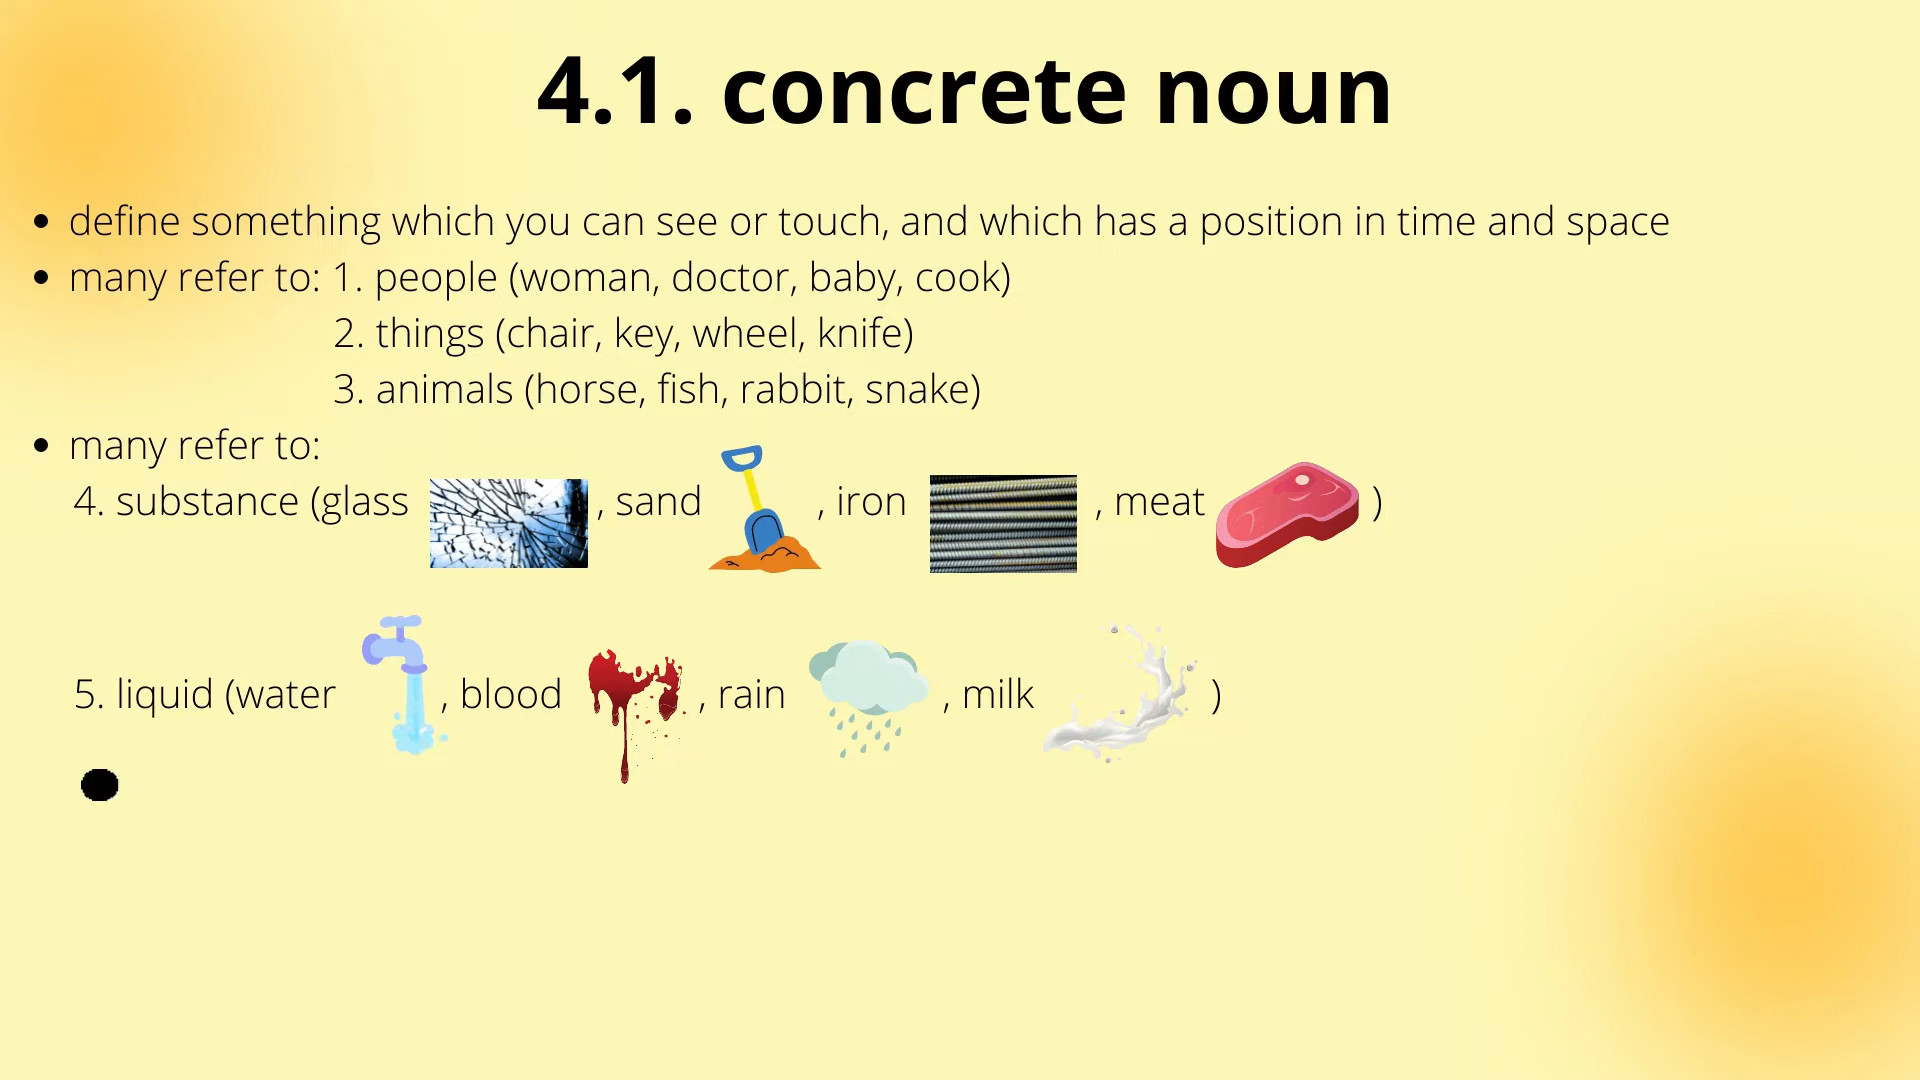 4.1. concrete noun
• define something which you can see or touch, and which has a position in time and space
• many refer to: 1. people (woman, doctor, baby, cook)
2. things (chair, key, wheel, knife)
3. animals (horse, fish, rabbit, snake)
• many refer to:
4. substance (glass , sand , iron , meat )
5. liquid (water , blood , rain , milk )